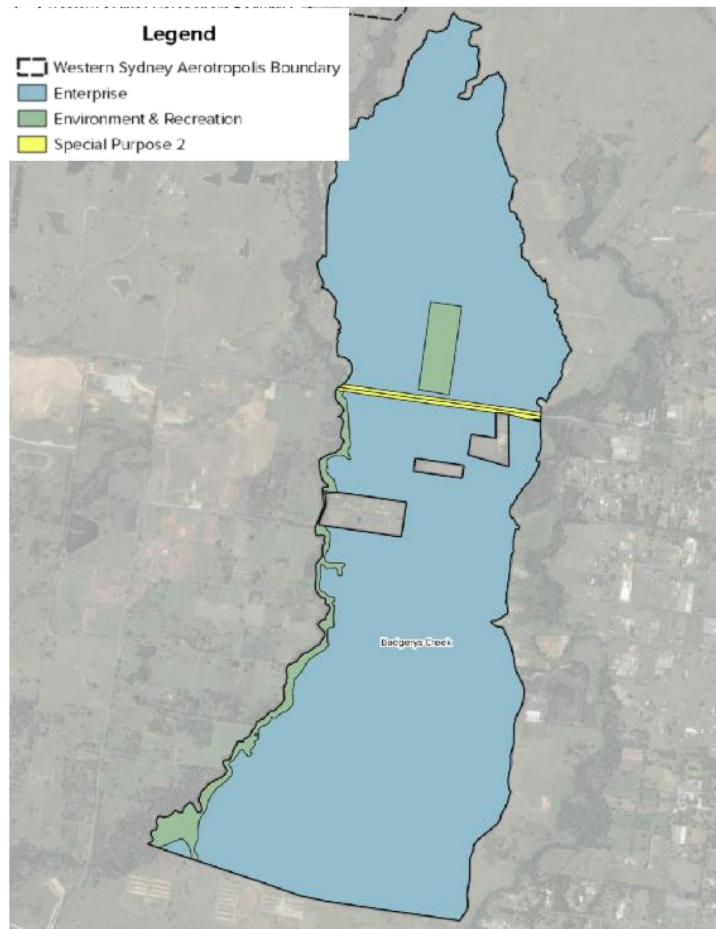 Legend
Western Sydney Aerotropolis Boundary
Enterprise
Environment & Recreation
Special Purpose 2
Badgerys Creek